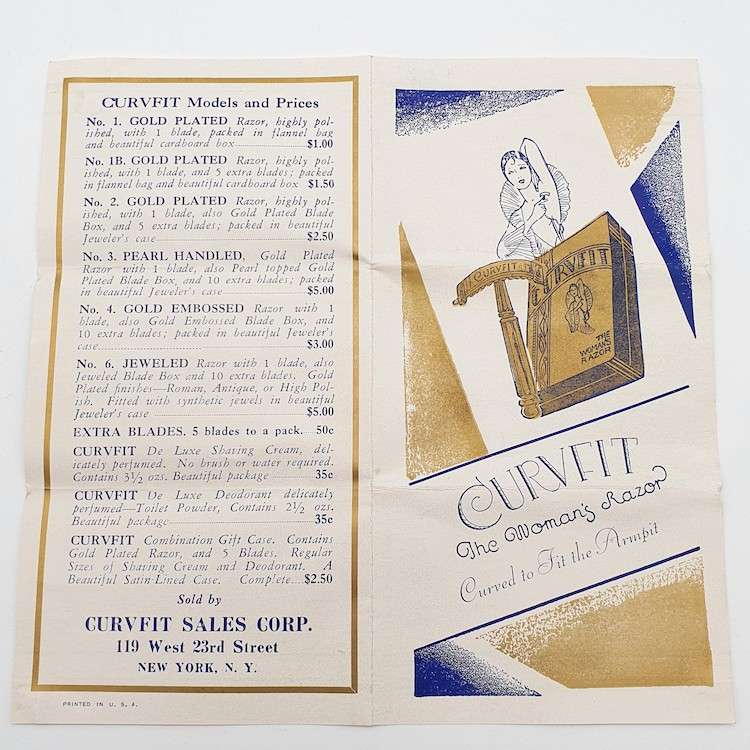 CURVFIT Models and Prices
No. 1. GOLD PLATED Razor, highly pol-
ished, with 1 blade, packed in flannel bag
and beautiful cardboard box $1.00
No. 1B. GOLD PLATED Razor, highly pol-
ished, with 1 blade, and 5 extra blades; packed
in flannel bag and beautiful cardboard box $1.50
No. 2. GOLD PLATED Razor, highly pol-
ished, with 1 blade, also Gold Plated Blade
Box, and 5 extra blades; packed in beautiful
Jeweler's case $2.50
No. 3. PEARL HANDLED, Gold Plated
Razor with 1 blade, also Pearl topped Gold
Plated Blade Box, and 10 extra blades; packed
in beautiful Jeweler's case $5.00
No. 4. GOLD EMBOSSED Razor with 1
blade, also Gold Embossed Blade Box, and
10 extra blades; packed in beautiful Jeweler's
case $3.00
No. 6. JEWELED Razor with 1 blade, also
Jeweled Blade Box and 10 extra blades. Gold
Plated finishes—Roman, Antique, or High Pol-
ish. Fitted with synthetic jewels in beautiful
Jeweler's case $5.00
EXTRA BLADES. 5 blades to a pack. 50c
CURVFIT De Luxe Shaving Cream, del-
icately perfumed. No brush or water required.
Contains 3½ ozs. Beautiful package 35c
CURVFIT De Luxe Deodorant delicately
perfumed—Toilet Powder, Contains 2½ ozs.
Beautiful package 35c
CURVFIT Combination Gift Case. Contains
Gold Plated Razor, and 5 Blades. Regular
Sizes of Shaving Cream and Deodorant. A
Beautiful Satin-Lined Case. Complete $2.50
Sold by
CURVFIT SALES CORP.
119 West 23rd Street
NEW YORK, N. Y.
PRINTED IN U. S. A.
CURVFIT
CURVFIT
THE
WOMAN'S
RAZOR
CURVFIT
The Woman's Razor
Curved to Fit the Armpit